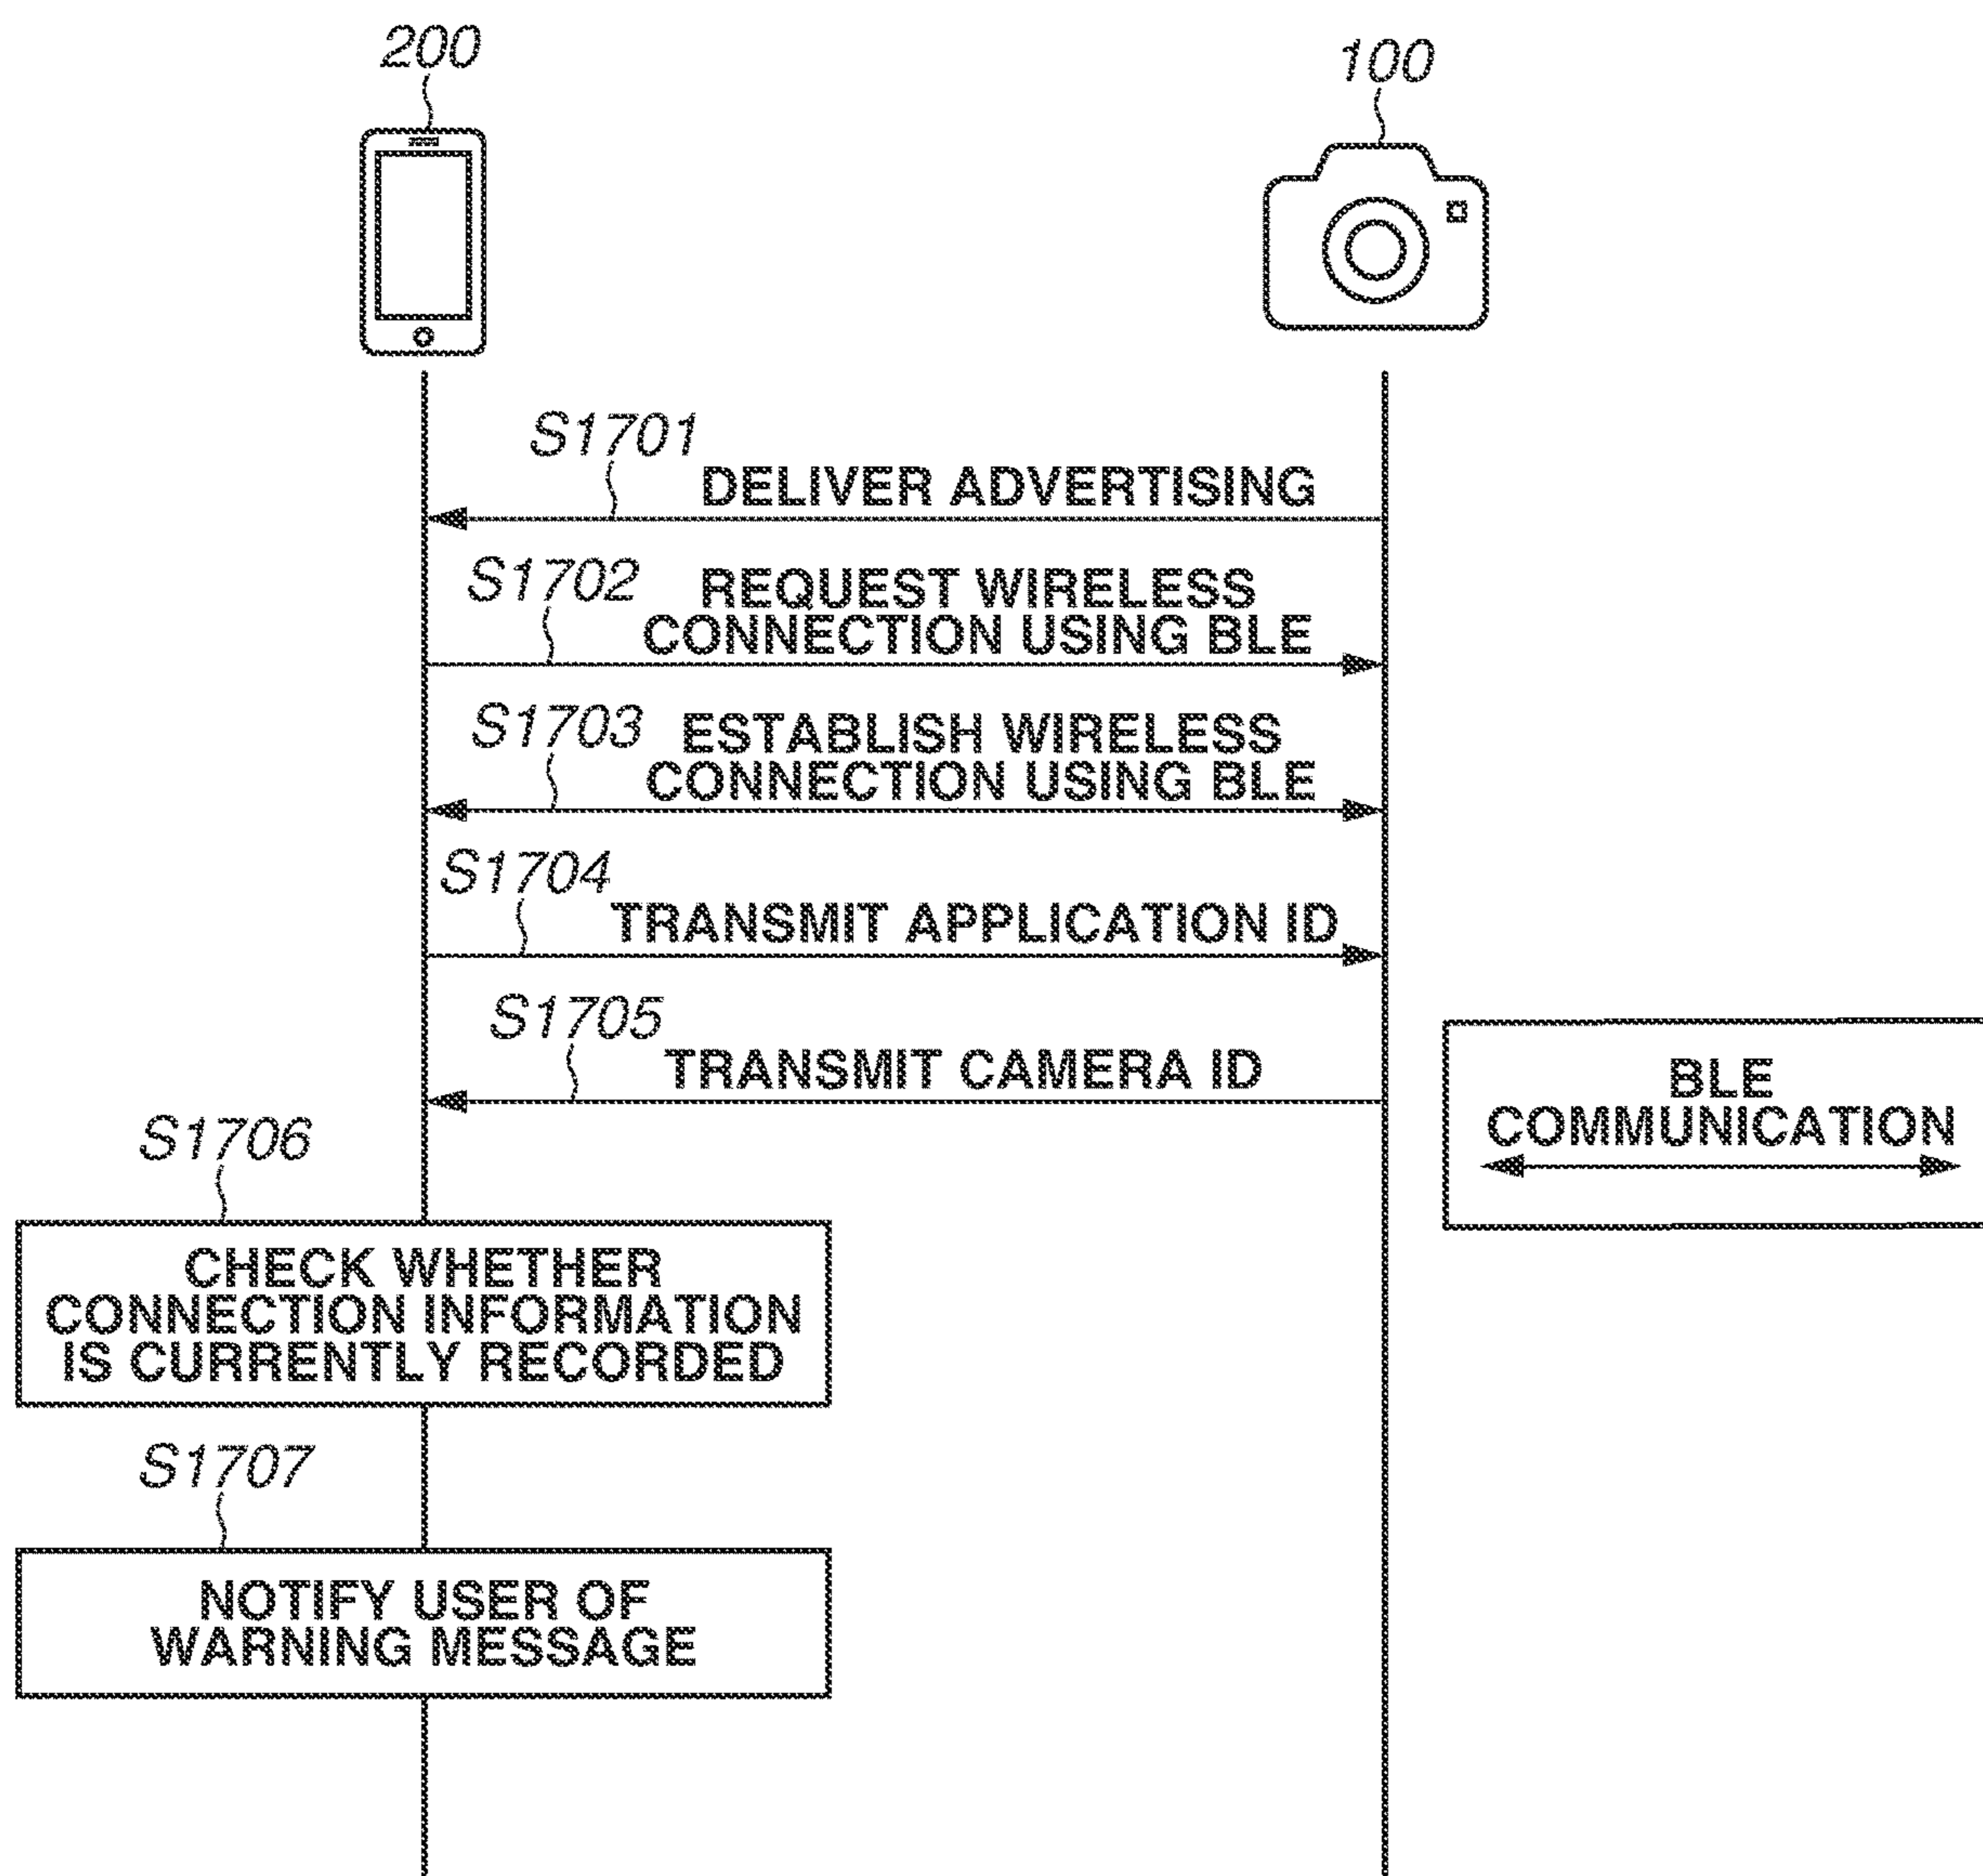 200
100
S1701
DELIVER ADVERTISING
S1702
REQUEST WIRELESS
CONNECTION USING BLE
S1703
ESTABLISH WIRELESS
CONNECTION USING BLE
S1704
TRANSMIT APPLICATION ID
S1705
TRANSMIT CAMERA ID
BLE
COMMUNICATION
S1706
CHECK WHETHER
CONNECTION INFORMATION
IS CURRENTLY RECORDED
S1707
NOTIFY USER OF
WARNING MESSAGE